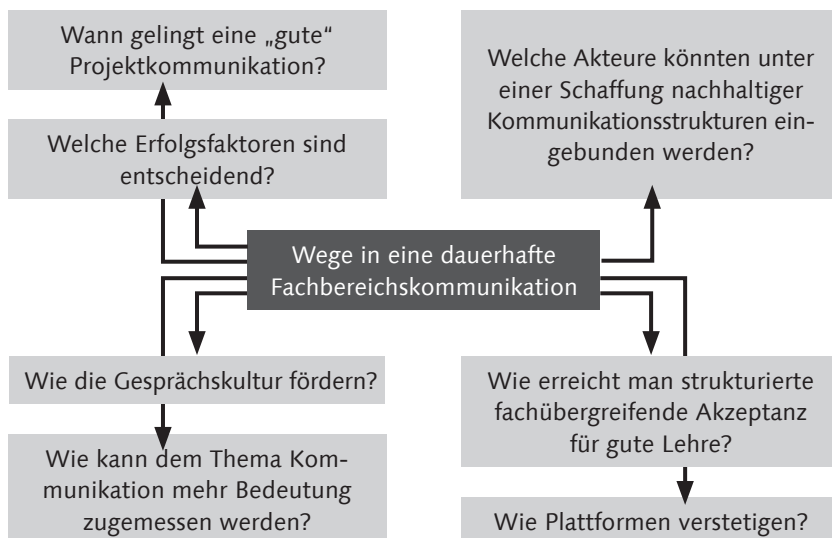 Wann gelingt eine „gute“
Projektkommunikation?
Welche Erfolgsfaktoren sind
entscheidend?
Welche Akteure könnten unter
einer Schaffung nachhaltiger
Kommunikationsstrukturen ein-
gebunden werden?
Wege in eine dauerhafte
Fachbereichskommunikation
Wie die Gesprächskultur fördern?
Wie kann dem Thema Kom-
munikation mehr Bedeutung
zugemessen werden?
Wie erreicht man strukturierte
fachübergreifende Akzeptanz
für gute Lehre?
Wie Plattformen verstetigen?